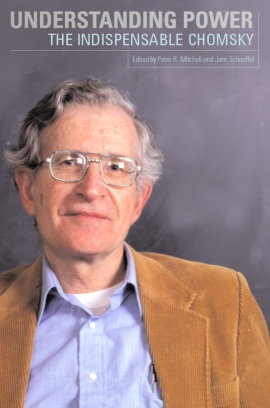 UNDERSTANDING POWER
THE INDISPENSABLE CHOMSKY
Edited by Peter R. Mitchell and John Schoeffel